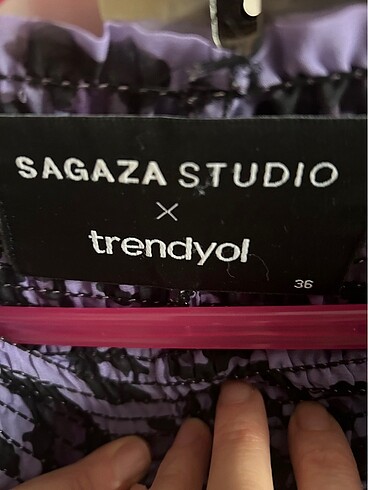 SAGAZA STUDIO
×
trendyol
36